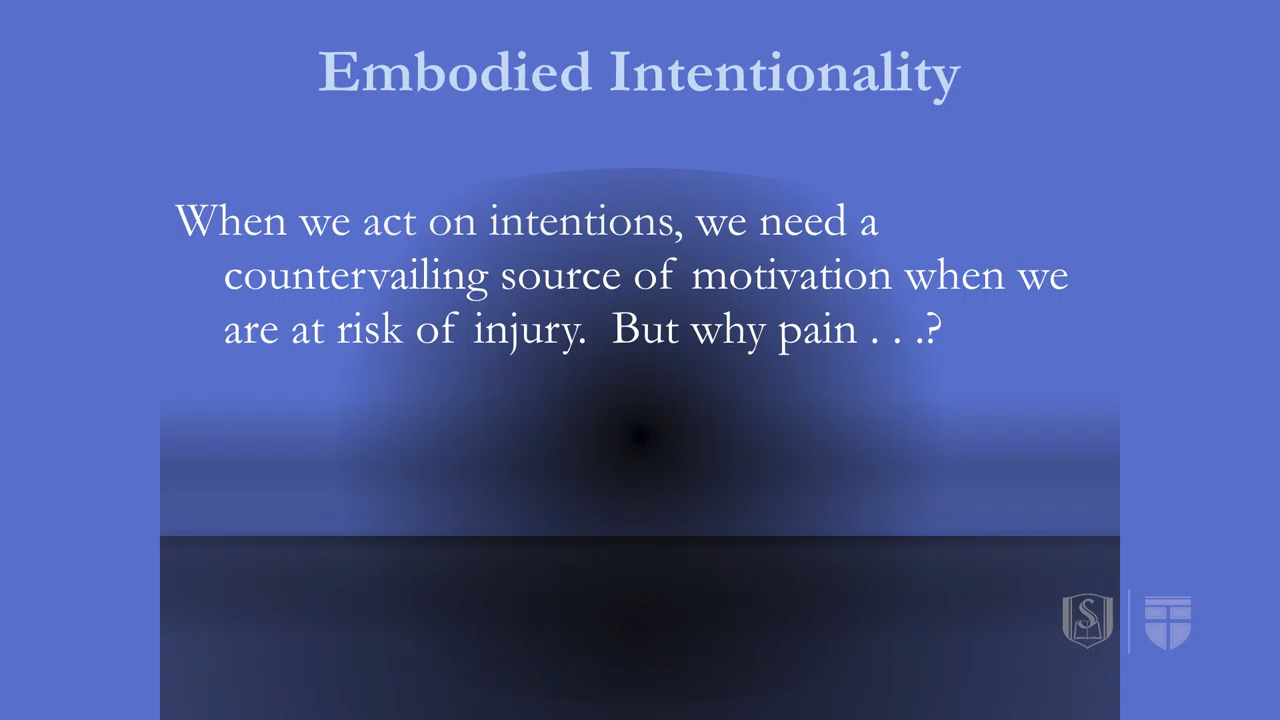 Embodied Intentionality
When we act on intentions, we need a
countervailing source of motivation when we
are at risk of injury.  But why pain . . .?
S